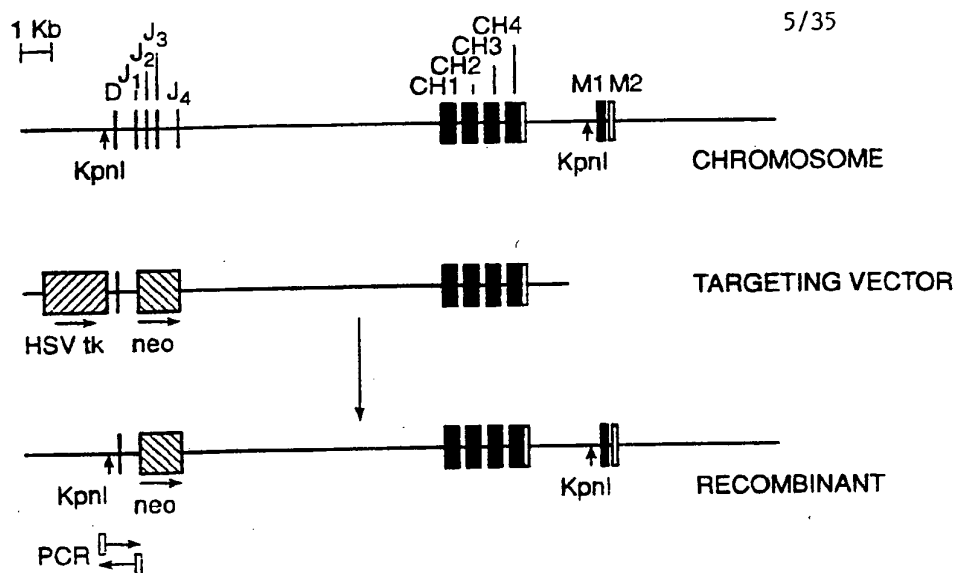 1 Kb
5/35
D J1 J2 J3 J4
CH1 CH2 CH3 CH4
M1 M2
KpnI
KpnI
CHROMOSOME
TARGETING VECTOR
HSV tk
neo
KpnI
neo
KpnI
RECOMBINANT
PCR